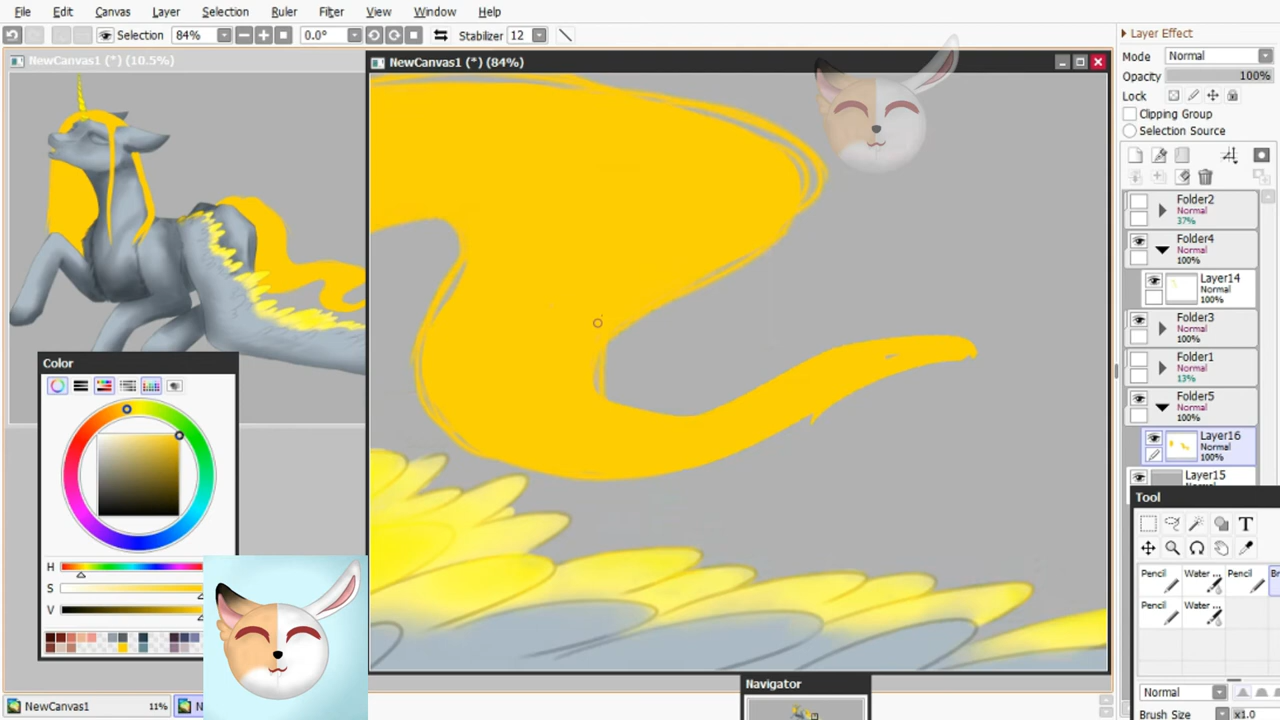 File Edit Canvas Layer Selection Ruler Filter View Window Help
Selection 84% 0.0° Stabilizer 12
NewCanvas1 (*) (10.5%)
NewCanvas1 (*) (84%)
Color
H
S
V
NewCanvas1 11%
N
Navigator
Layer Effect
Mode Normal
Opacity 100%
Lock
Clipping Group
Selection Source
Folder2
Normal
37%
Folder4
Normal
100%
Layer14
Normal
100%
Folder3
Normal
100%
Folder1
Normal
13%
Folder5
Normal
100%
Layer16
Normal
100%
Layer15
Tool
T
Pencil Water ... Pencil B
Pencil Water ...
Normal
Brush Size x1.0